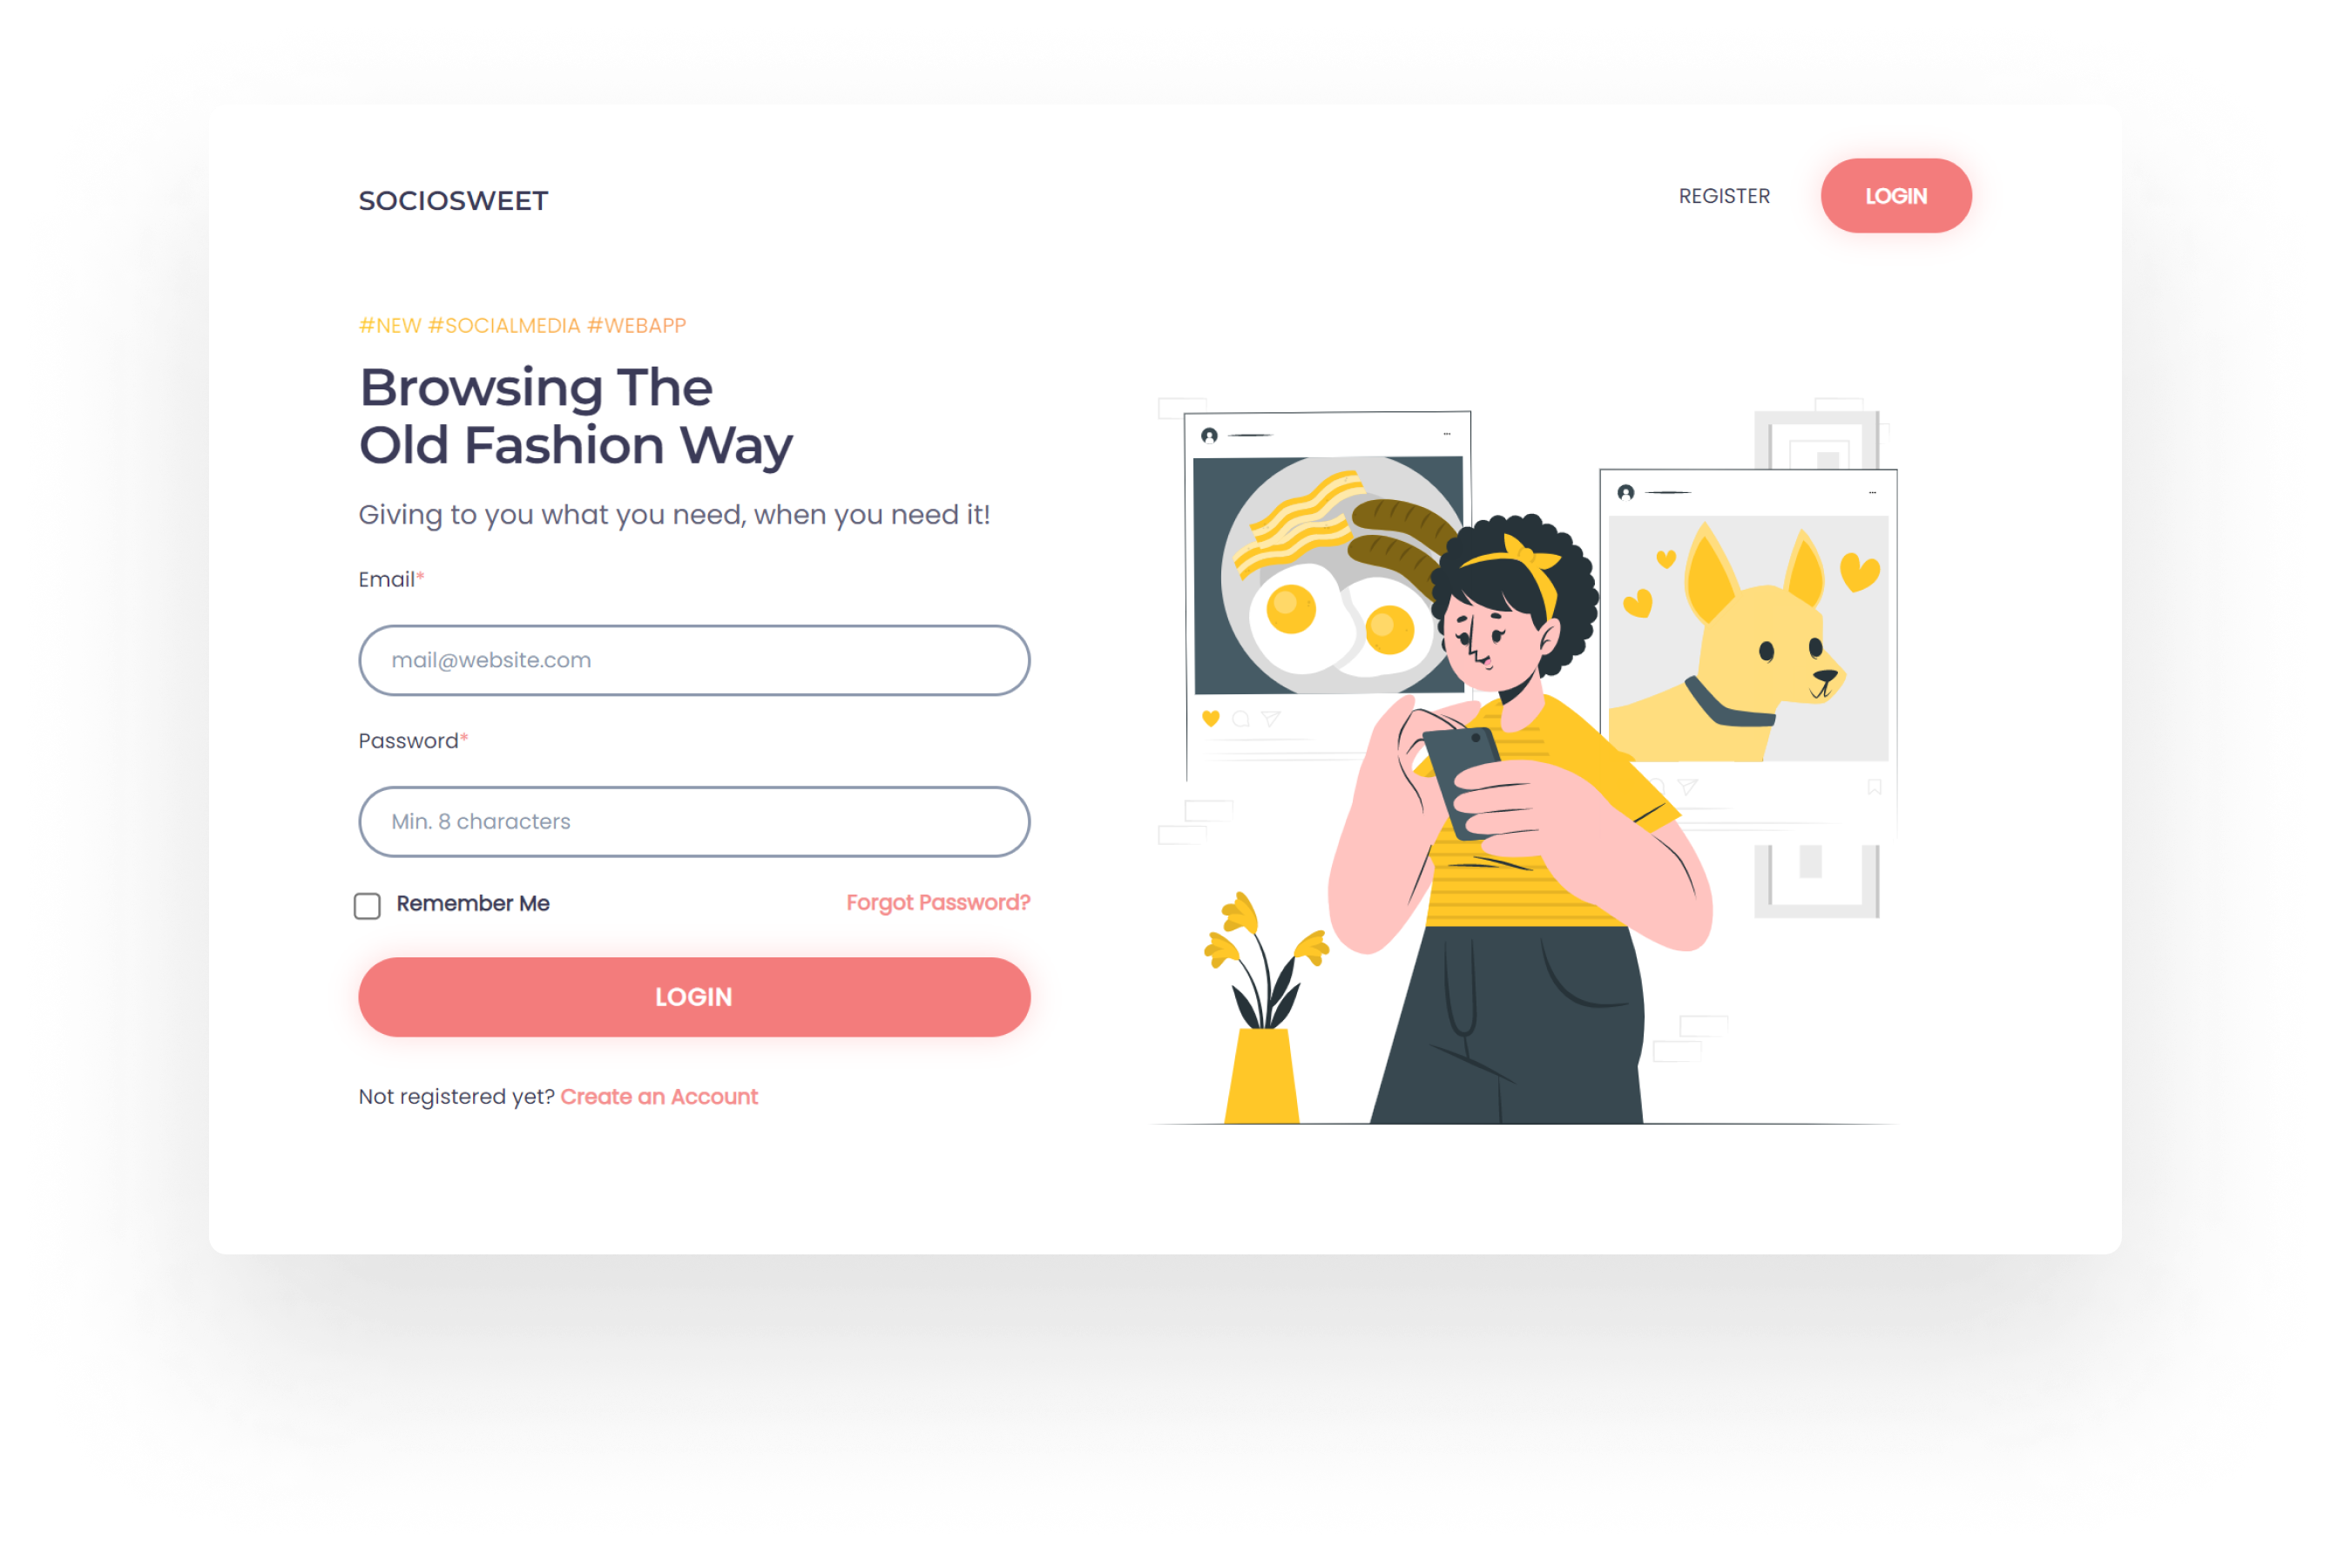 SOCIOSWEET
REGISTER
LOGIN
#NEW #SOCIALMEDIA #WEBAPP
Browsing The
Old Fashion Way
Giving to you what you need, when you need it!
Email*
mail@website.com
Password*
Min. 8 characters
Remember Me
Forgot Password?
LOGIN
Not registered yet? Create an Account